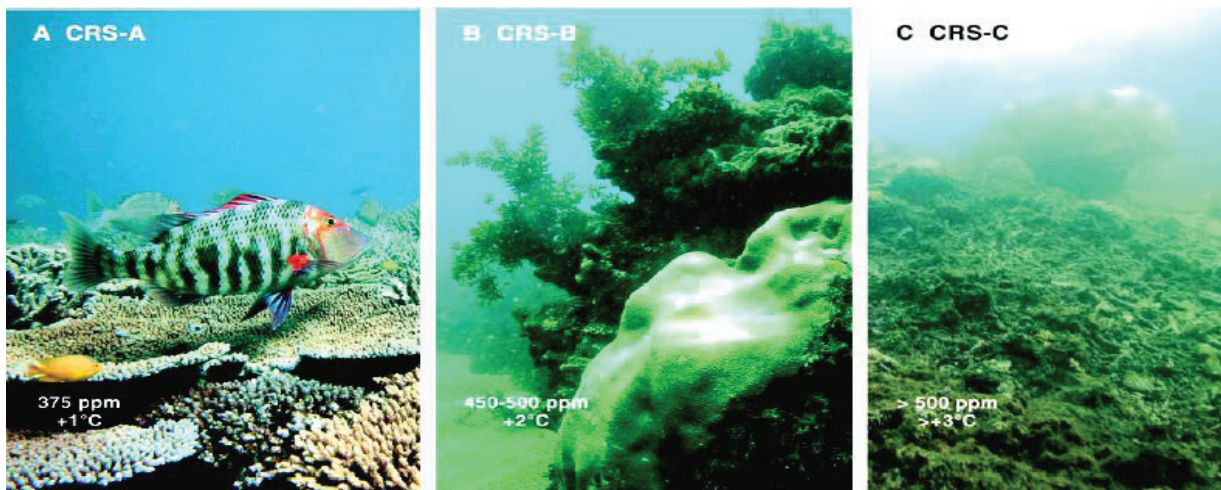 A CRS-A
375 ppm
+1°C
B CRS-B
450-500 ppm
+2°C
C CRS-C
> 500 ppm
>+3°C